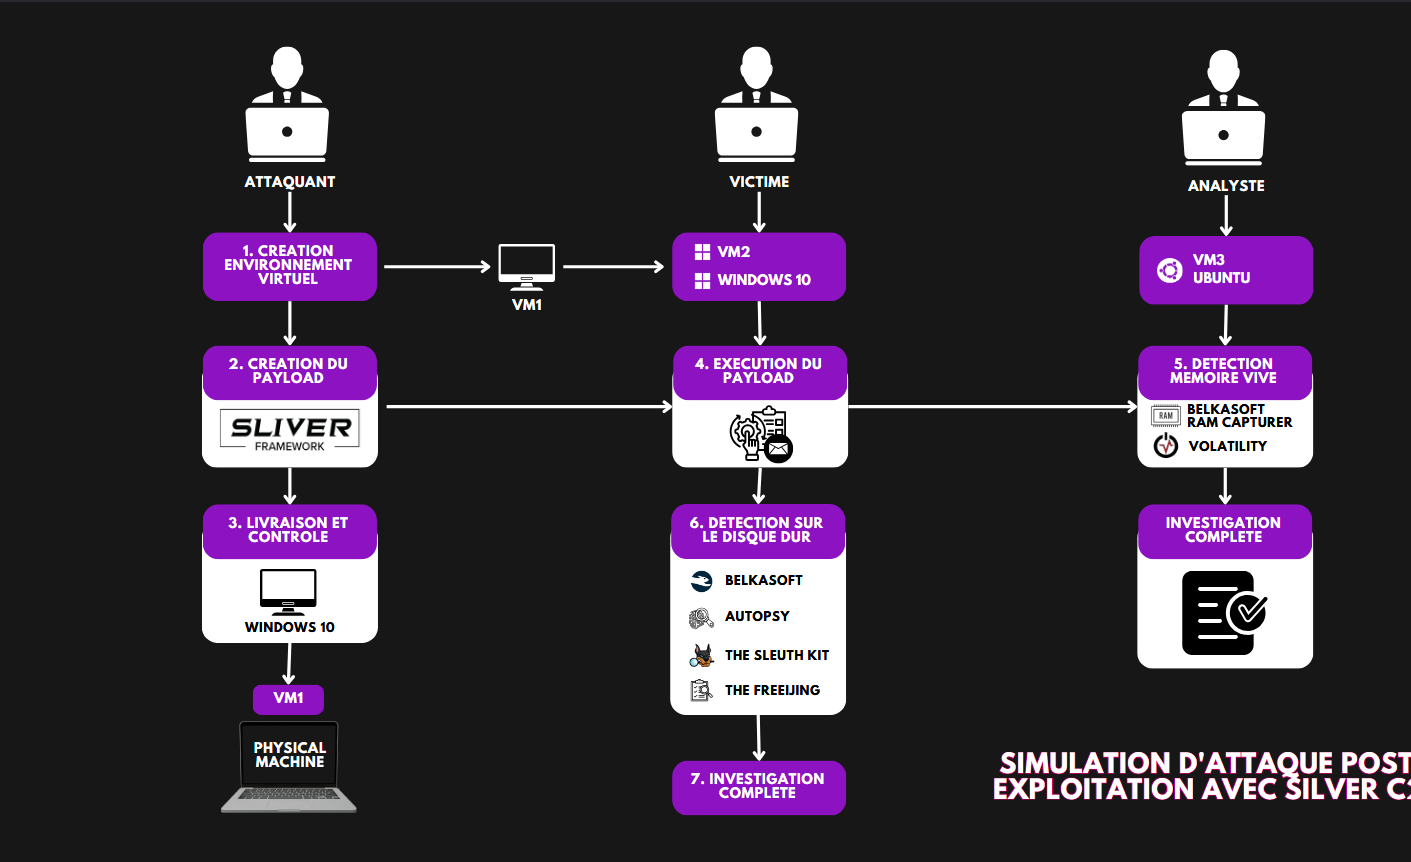 ATTAQUANT
VICTIME
ANALYSTE
1. CREATION
ENVIRONNEMENT
VIRTUEL
VM1
VM2
WINDOWS 10
VM3
UBUNTU
2. CREATION DU
PAYLOAD
SLIVER
FRAMEWORK
4. EXECUTION DU
PAYLOAD
5. DETECTION
MEMOIRE VIVE
RAM
BELKASOFT
RAM CAPTURER
VOLATILITY
3. LIVRAISON ET
CONTROLE
WINDOWS 10
6. DETECTION SUR
LE DISQUE DUR
BELKASOFT
AUTOPSY
THE SLEUTH KIT
THE FREEIJING
INVESTIGATION
COMPLETE
VM1
PHYSICAL
MACHINE
7. INVESTIGATION
COMPLETE
SIMULATION D'ATTAQUE POST
EXPLOITATION AVEC SILVER C2